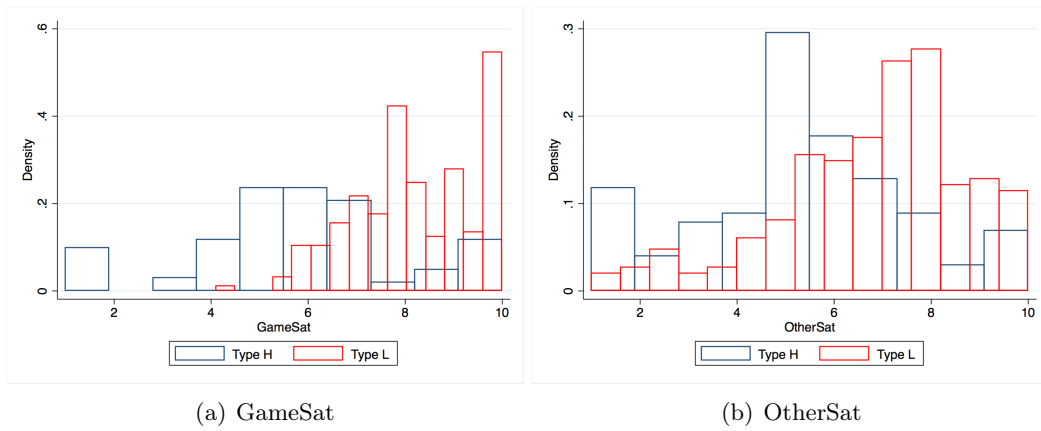 Density
.6
.4
.2
0
2 4 6 8 10
GameSat
Type H Type L
(a) GameSat
Density
.3
.2
.1
0
2 4 6 8 10
OtherSat
Type H Type L
(b) OtherSat